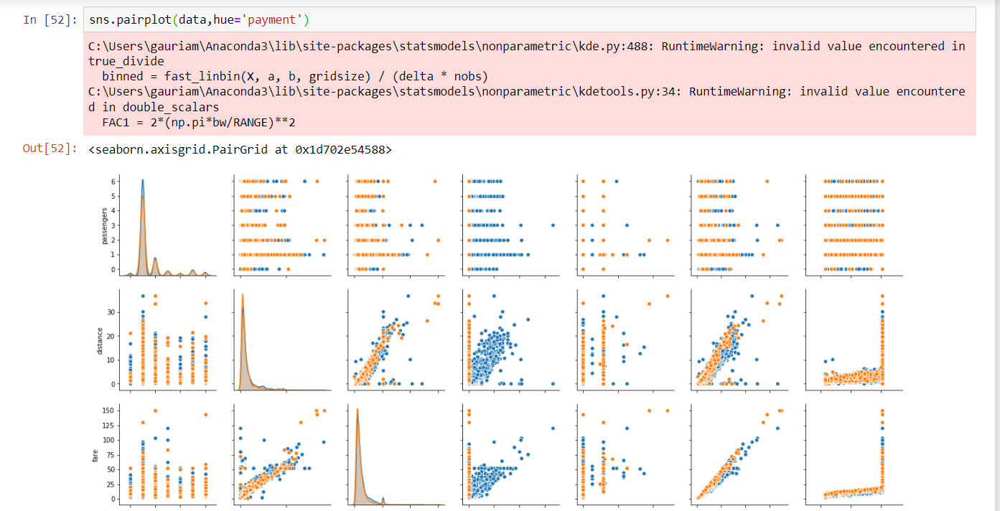 In [52]: sns.pairplot(data,hue='payment')
C:\Users\gauriam\Anaconda3\lib\site-packages\statsmodels\nonparametric\kde.py:488: RuntimeWarning: invalid value encountered in
true_divide
  binned = fast_linbin(X, a, b, gridsize) / (delta * nobs)
C:\Users\gauriam\Anaconda3\lib\site-packages\statsmodels\nonparametric\kdetools.py:34: RuntimeWarning: invalid value encountere
d in double_scalars
  FAC1 = 2*(np.pi*bw/RANGE)**2
Out[52]: <seaborn.axisgrid.PairGrid at 0x1d702e54588>
passengers
6
5
4
3
2
1
0
distance
30
20
10
0
fare
150
125
100
75
50
25
0